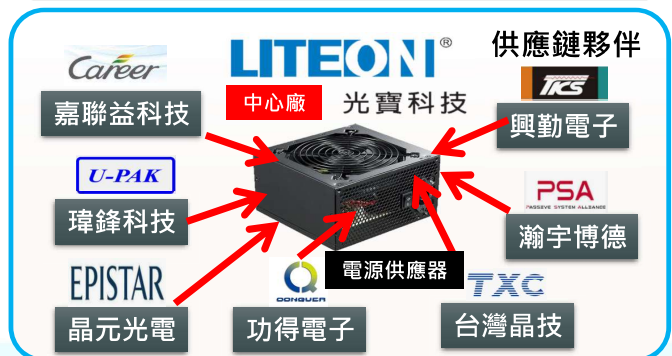 Career
LITEON®
供應鏈夥伴
中心廠
光寶科技
TKS
嘉聯益科技
興勤電子
U-PAK
PSA
PASSIVE SYSTEM ALLIANCE
瑋鋒科技
瀚宇博德
EPISTAR
CONQUER
電源供應器
TXC
晶元光電
功得電子
台灣晶技